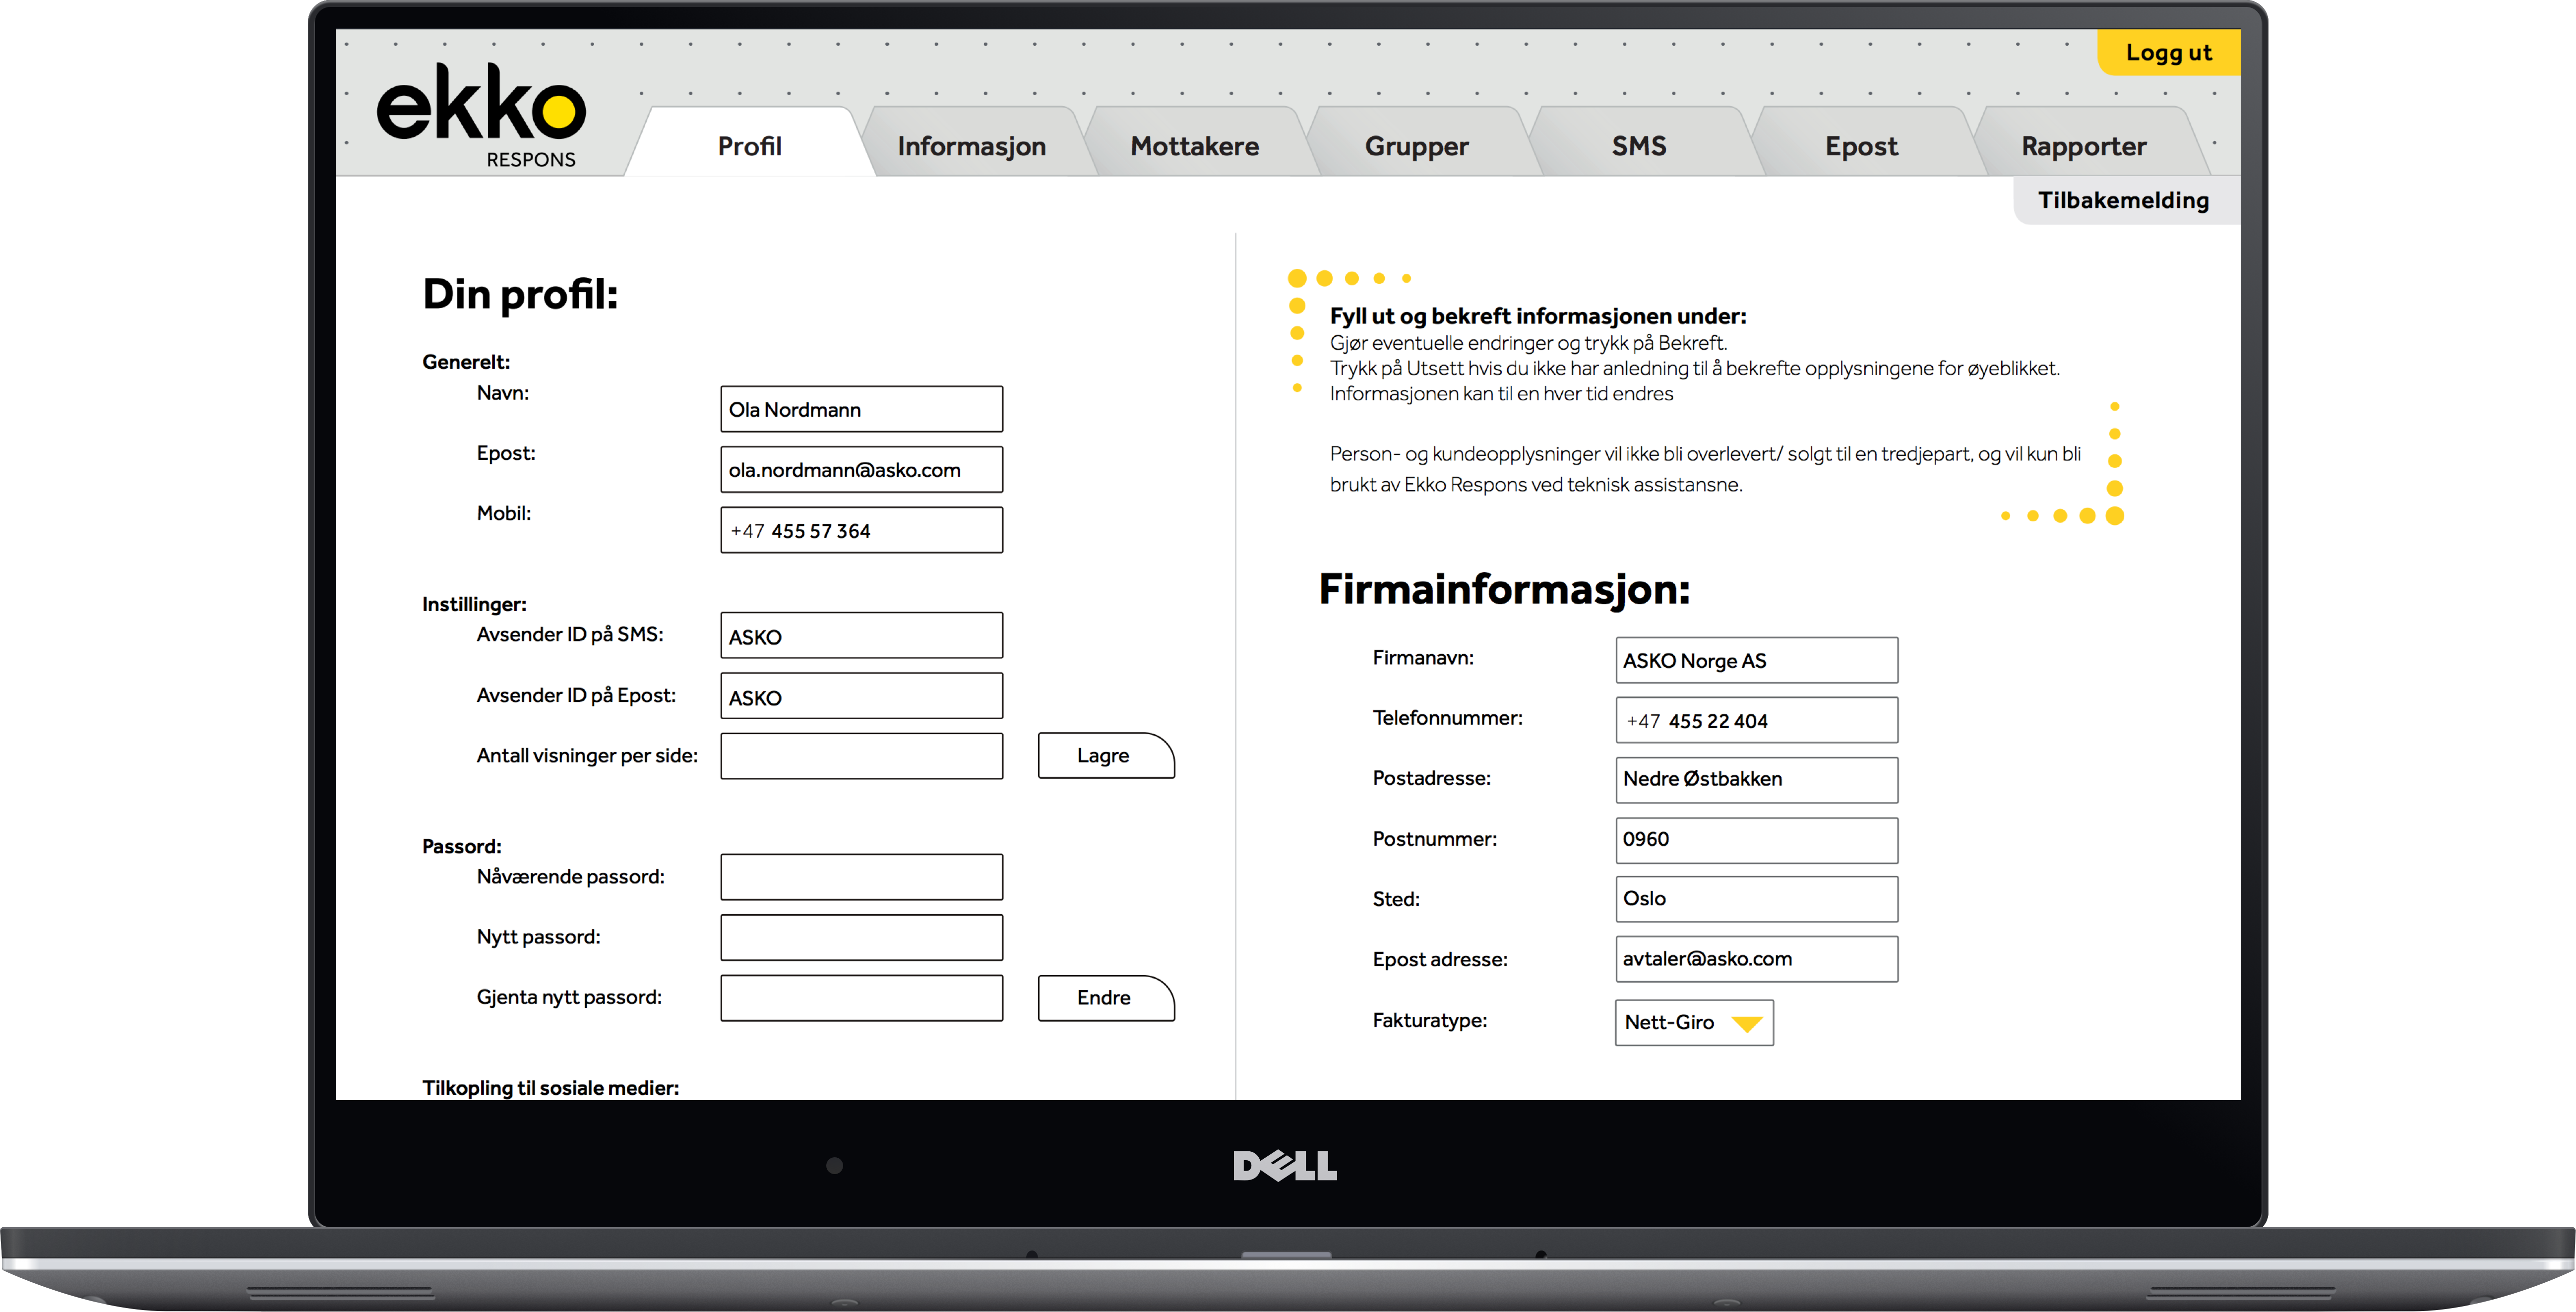 Logg ut
ekko
RESPONS
Profil
Informasjon
Mottakere
Grupper
SMS
Epost
Rapporter
Tilbakemelding
Din profil:
Generelt:
Navn:
Ola Nordmann
Epost:
ola.nordmann@asko.com
Mobil:
+47 455 57 364
Instillinger:
Avsender ID på SMS:
ASKO
Avsender ID på Epost:
ASKO
Antall visninger per side:
Lagre
Passord:
Nåværende passord:
Nytt passord:
Gjenta nytt passord:
Endre
Tilkopling til sosiale medier:
Fyll ut og bekreft informasjonen under:
Gjør eventuelle endringer og trykk på Bekreft.
Trykk på Utsett hvis du ikke har anledning til å bekrefte opplysningene for øyeblikket.
Informasjonen kan til en hver tid endres
Person- og kundeopplysninger vil ikke bli overlevert/ solgt til en tredjepart, og vil kun bli
brukt av Ekko Respons ved teknisk assistansne.
Firmainformasjon:
Firmanavn:
ASKO Norge AS
Telefonnummer:
+47 455 22 404
Postadresse:
Nedre Østbakken
Postnummer:
0960
Sted:
Oslo
Epost adresse:
avtaler@asko.com
Fakturatype:
Nett-Giro
DELL